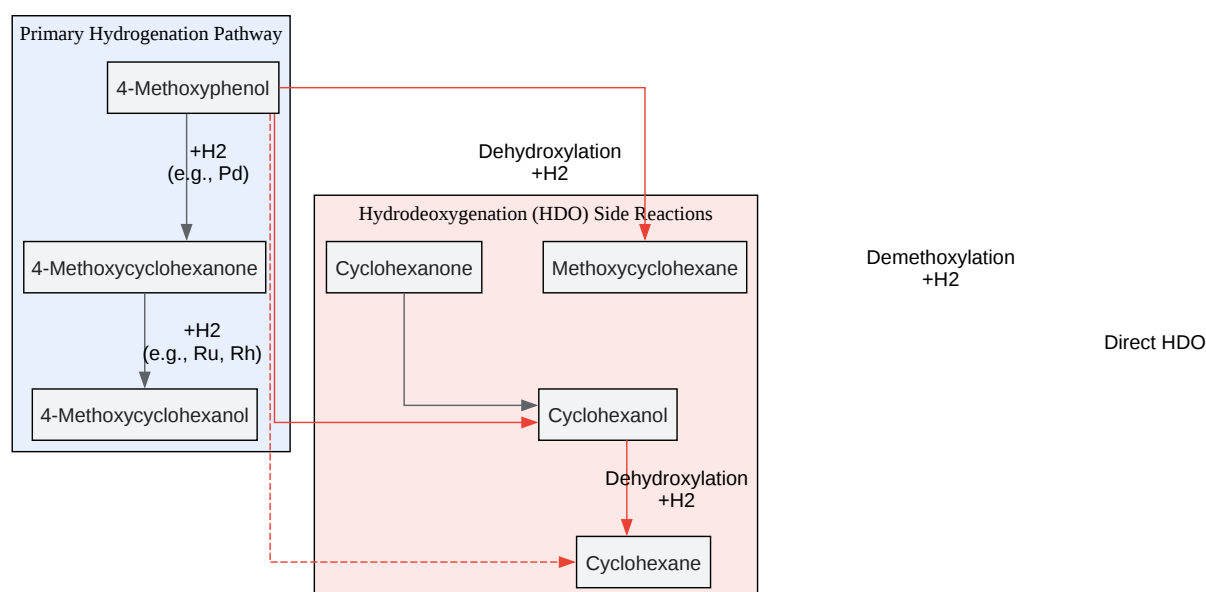 Primary Hydrogenation Pathway
4-Methoxyphenol
+H2
(e.g., Pd)
Dehydroxylation
+H2
Hydrodeoxygenation (HDO) Side Reactions
4-Methoxycyclohexanone
Cyclohexanone
Methoxycyclohexane
Demethoxylation
+H2
+H2
(e.g., Ru, Rh)
Direct HDO
4-Methoxycyclohexanol
Cyclohexanol
Dehydroxylation
+H2
Cyclohexane